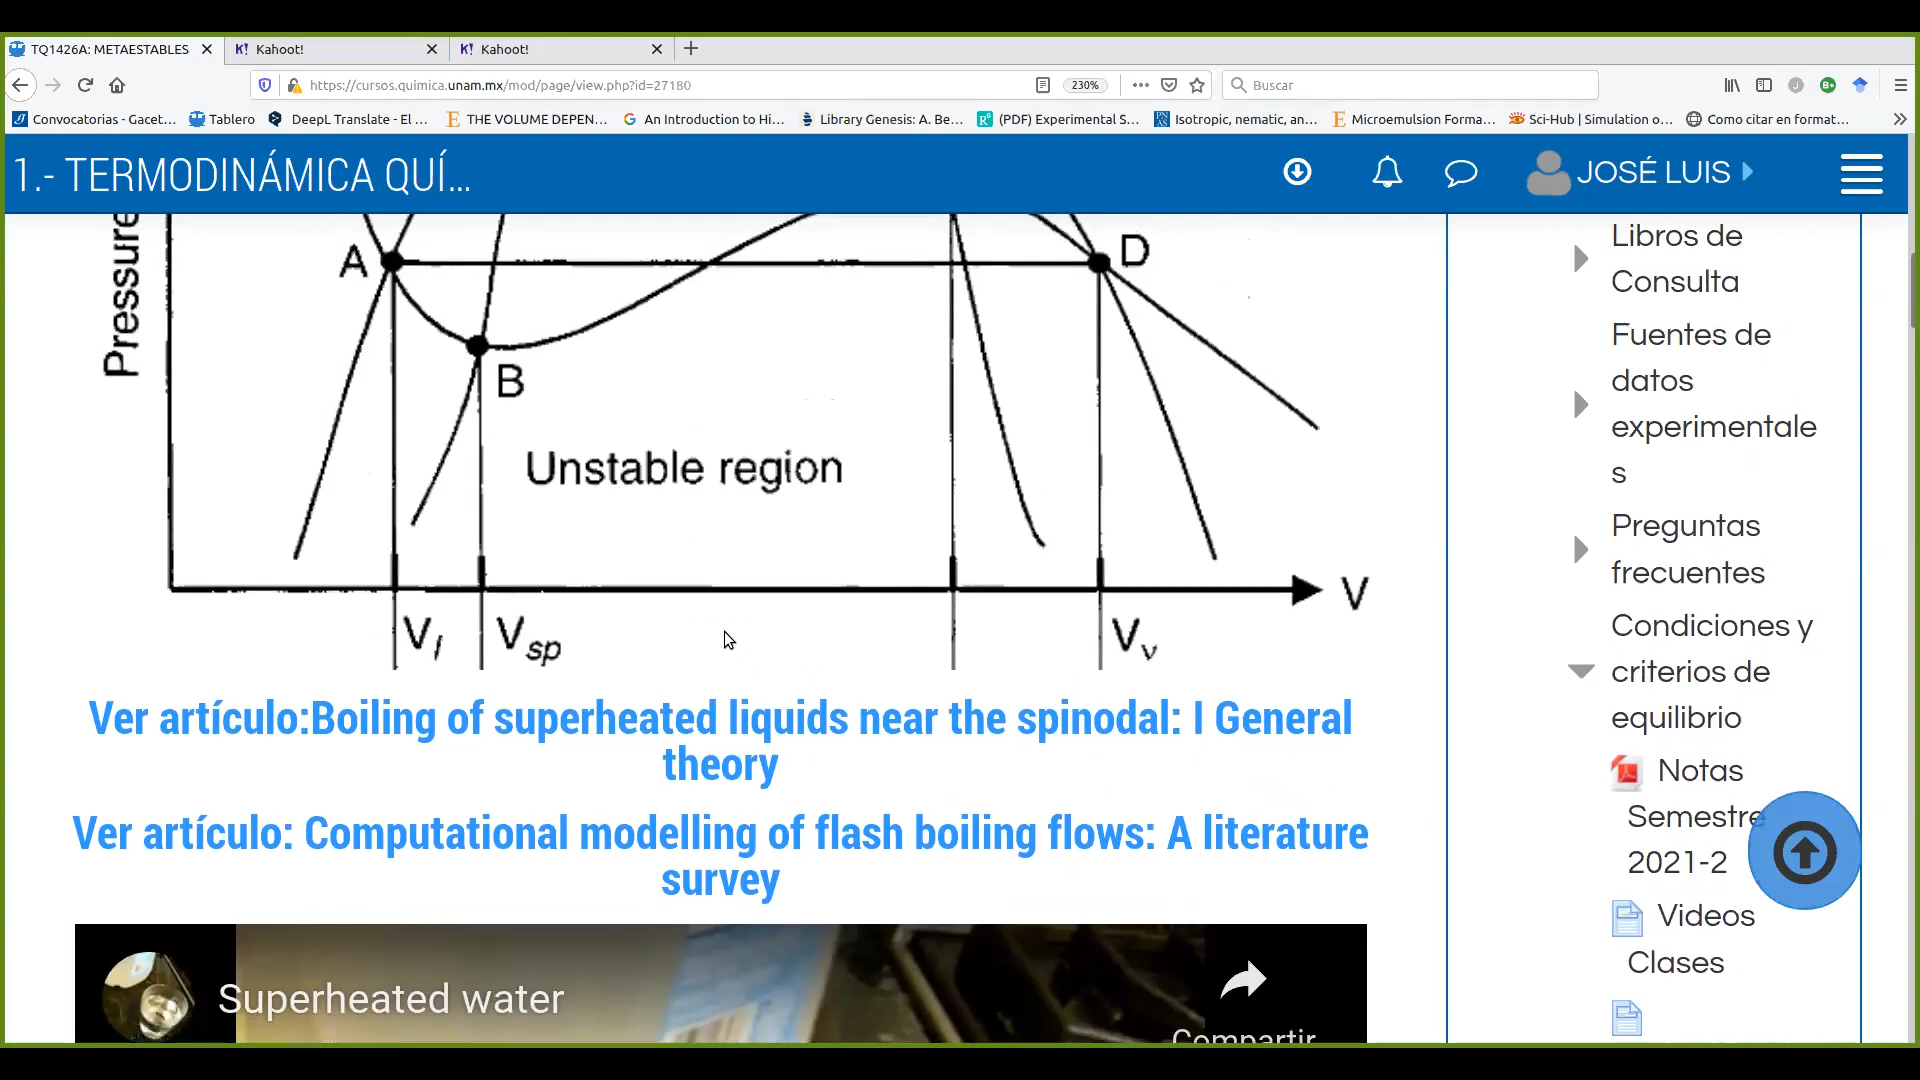 TQ1426A: METAESTABLES
Kahoot!
Kahoot!
https://cursos.quimica.unam.mx/mod/page/view.php?id=27180
230%
Buscar
Convocatorias - Gacet...
Tablero
DeepL Translate - El ...
THE VOLUME DEPEN...
An Introduction to Hi...
Library Genesis: A. Be...
(PDF) Experimental S...
Isotropic, nematic, an...
Microemulsion Forma...
Sci-Hub | Simulation o...
Como citar en format...
1.- TERMODINÁMICA QUÍ...
JOSÉ LUIS
Pressure
A
D
B
Unstable region
V
Vl
Vsp
Vv
Ver artículo:Boiling of superheated liquids near the spinodal: I General
theory
Ver artículo: Computational modelling of flash boiling flows: A literature
survey
Superheated water
Compartir
Libros de
Consulta
Fuentes de
datos
experimentale
s
Preguntas
frecuentes
Condiciones y
criterios de
equilibrio
Notas
Semestre
2021-2
Videos
Clases